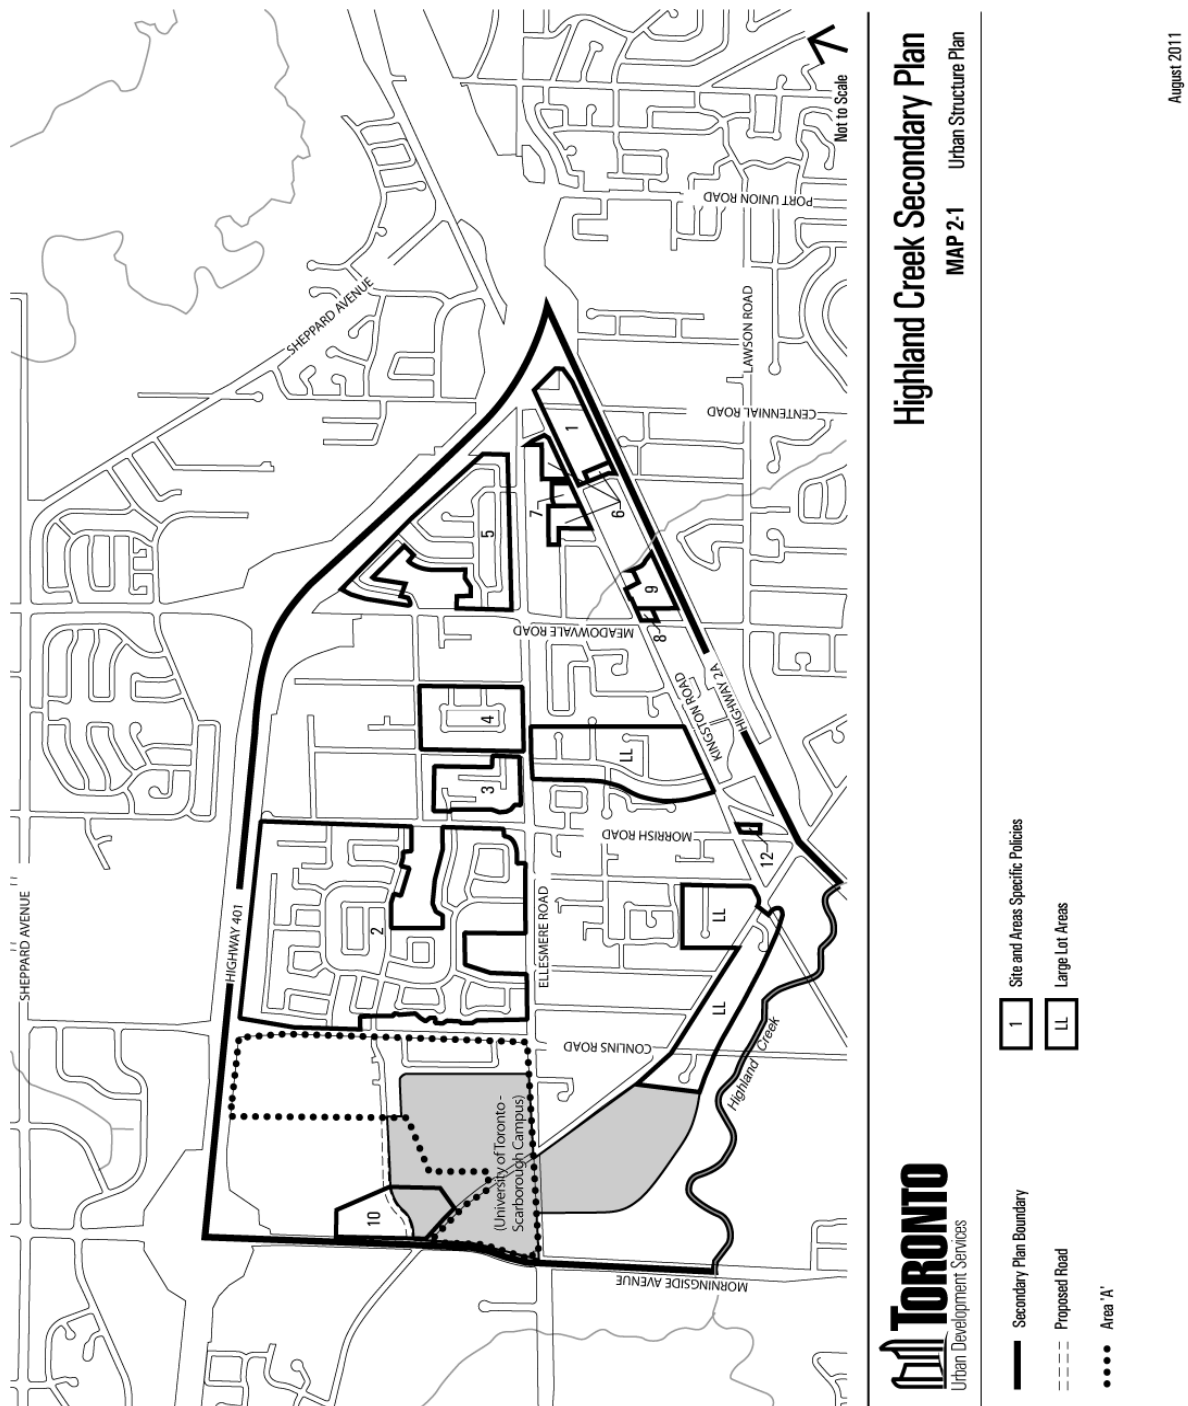 SHEPPARD AVENUE
SHEPPARD AVENUE
HIGHWAY 401
PORT UNION ROAD
LAWSON ROAD
CENTENNIAL ROAD
MEADOWVALE ROAD
KINGSTON ROAD
HIGHWAY 2A
MORRISH ROAD
ELLESMERE ROAD
CONLINS ROAD
Highland Creek
MORNINGSIDE AVENUE
(University of Toronto -
Scarborough Campus)
1
2
3
4
5
6
7
8
9
10
12
LL
LL
LL
Not to Scale
TORONTO
Urban Development Services
Highland Creek Secondary Plan
MAP 2-1 Urban Structure Plan
Secondary Plan Boundary
Proposed Road
Area 'A'
1 Site and Areas Specific Policies
LL Large Lot Areas
August 2011